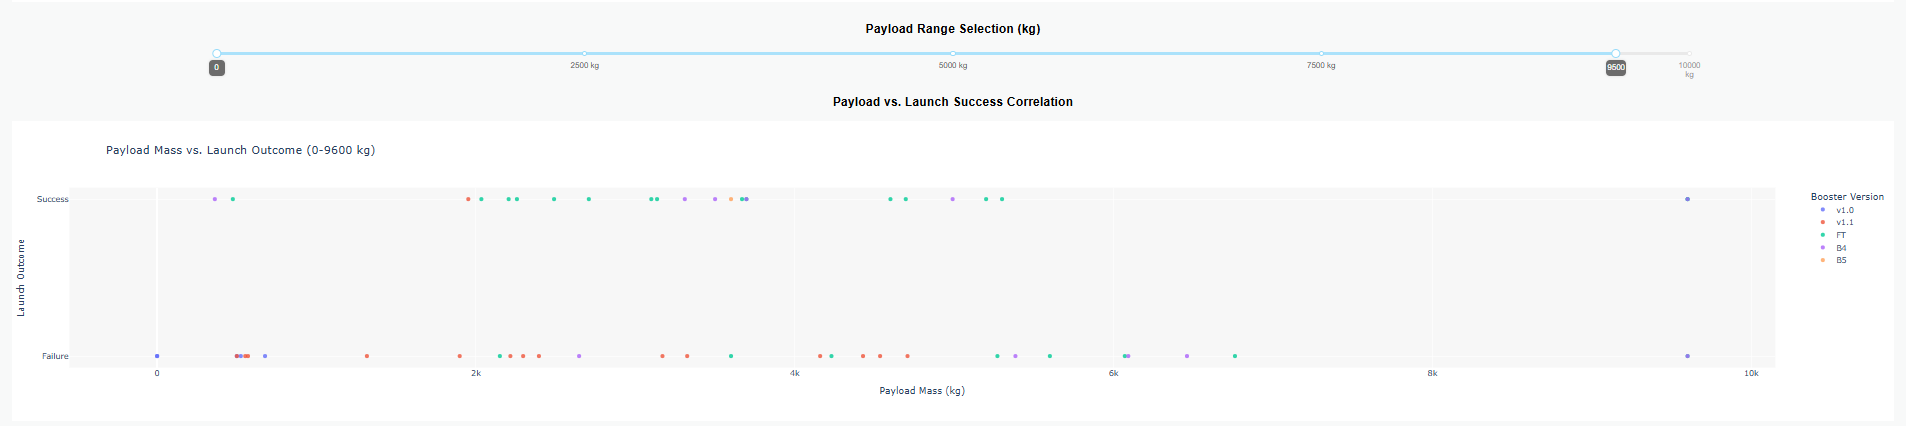 Payload Range Selection (kg)
0
2500 kg
5000 kg
7500 kg
9500
10000
kg
Payload vs. Launch Success Correlation
Payload Mass vs. Launch Outcome (0-9600 kg)
Launch Outcome
Success
Failure
0
2k
4k
6k
8k
10k
Payload Mass (kg)
Booster Version
v1.0
v1.1
FT
B4
B5